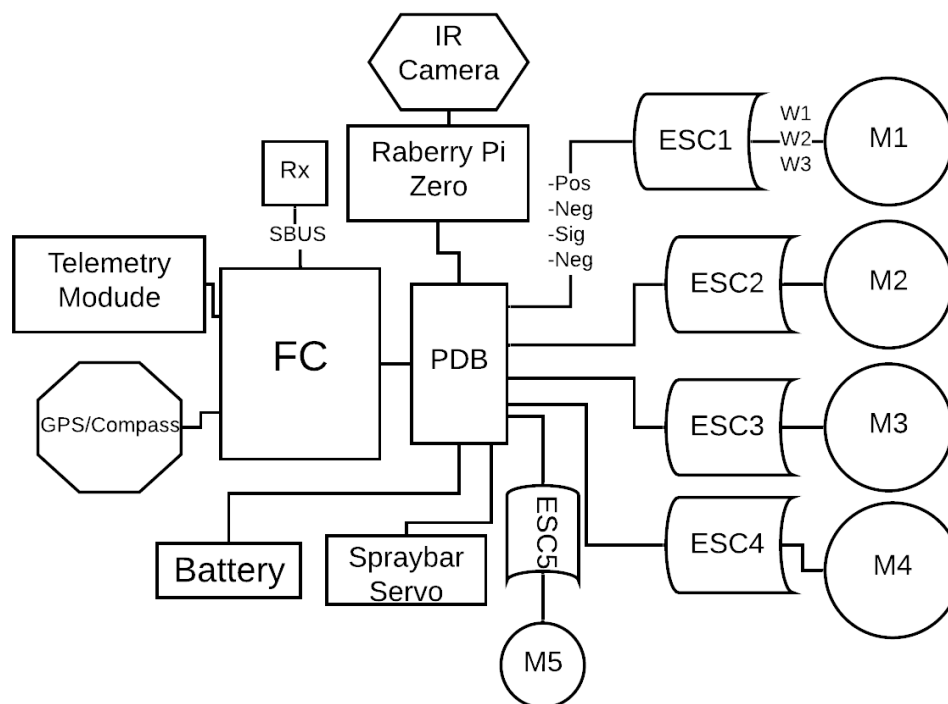 IR
Camera
Raberry Pi
Zero
Rx
SBUS
Telemetry
Modude
FC
GPS/Compass
PDB
-Pos
-Neg
-Sig
-Neg
ESC1
W1
W2
W3
M1
ESC2
M2
ESC3
M3
ESC4
M4
ESC5
M5
Battery
Spraybar
Servo